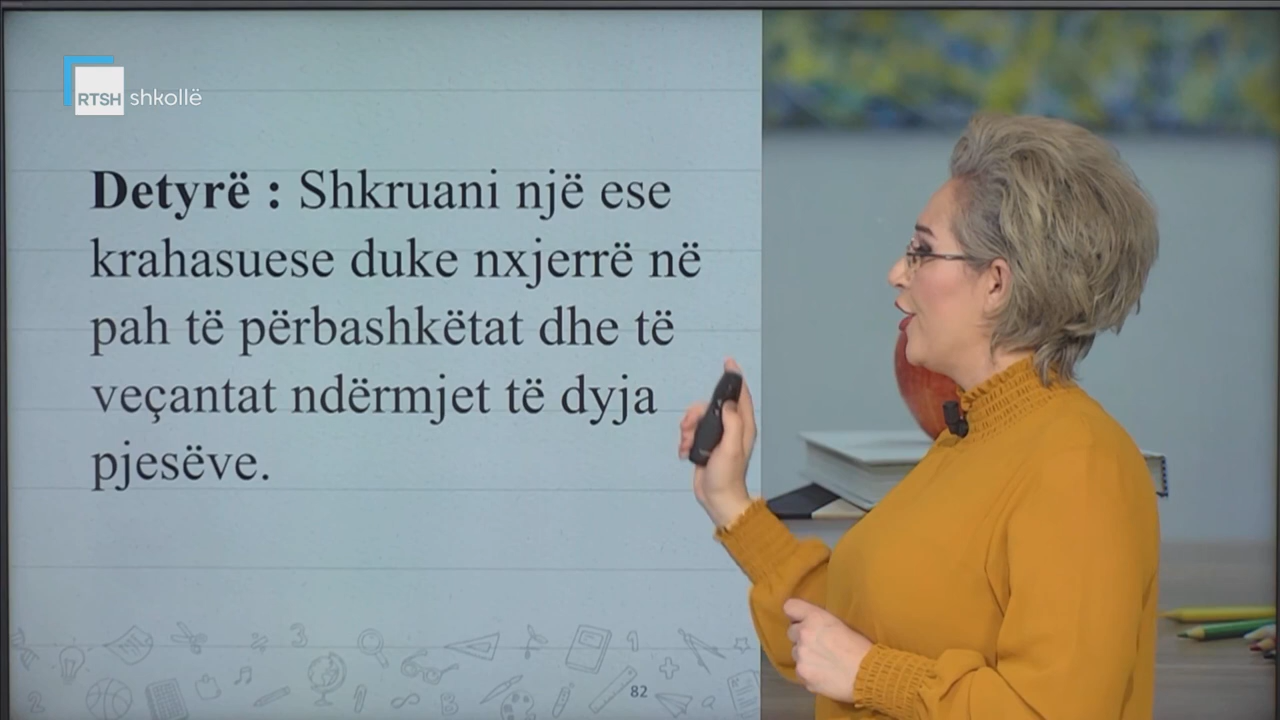 RTSH shkollë
Detyrë : Shkruani një ese
krahasuese duke nxjerrë në
pah të përbashkëtat dhe të
veçantat ndërmjet të dyja
pjesëve.
82